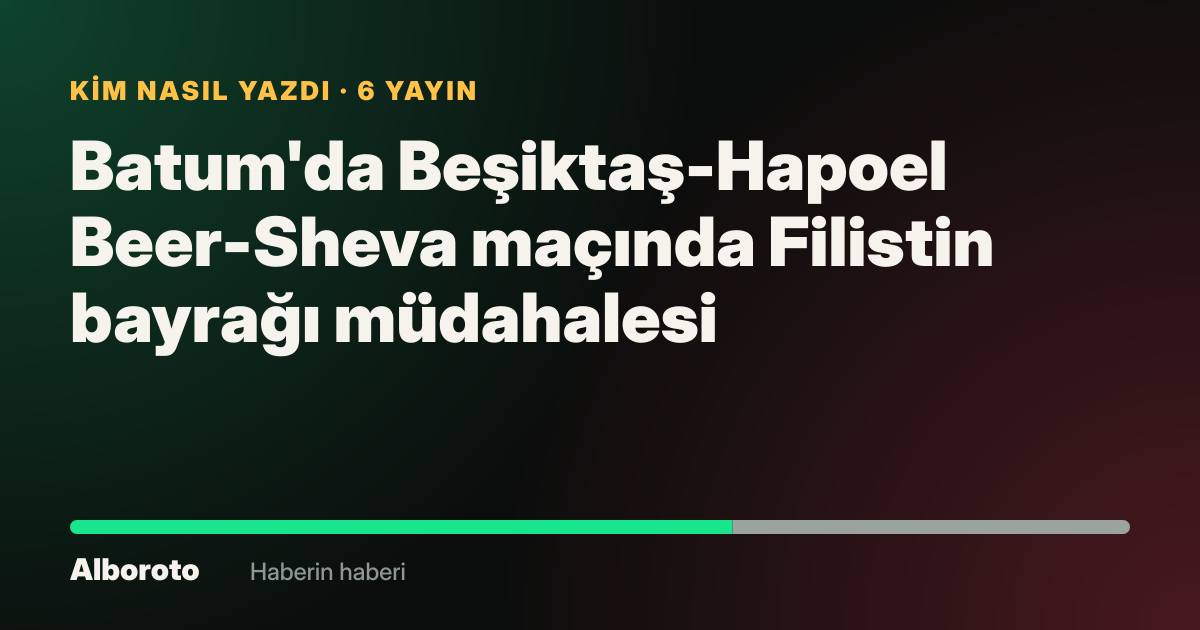 KİM NASIL YAZDI · 6 YAYIN
Batum'da Beşiktaş-Hapoel
Beer-Sheva maçında Filistin
bayrağı müdahalesi
Alboroto
Haberin haberi